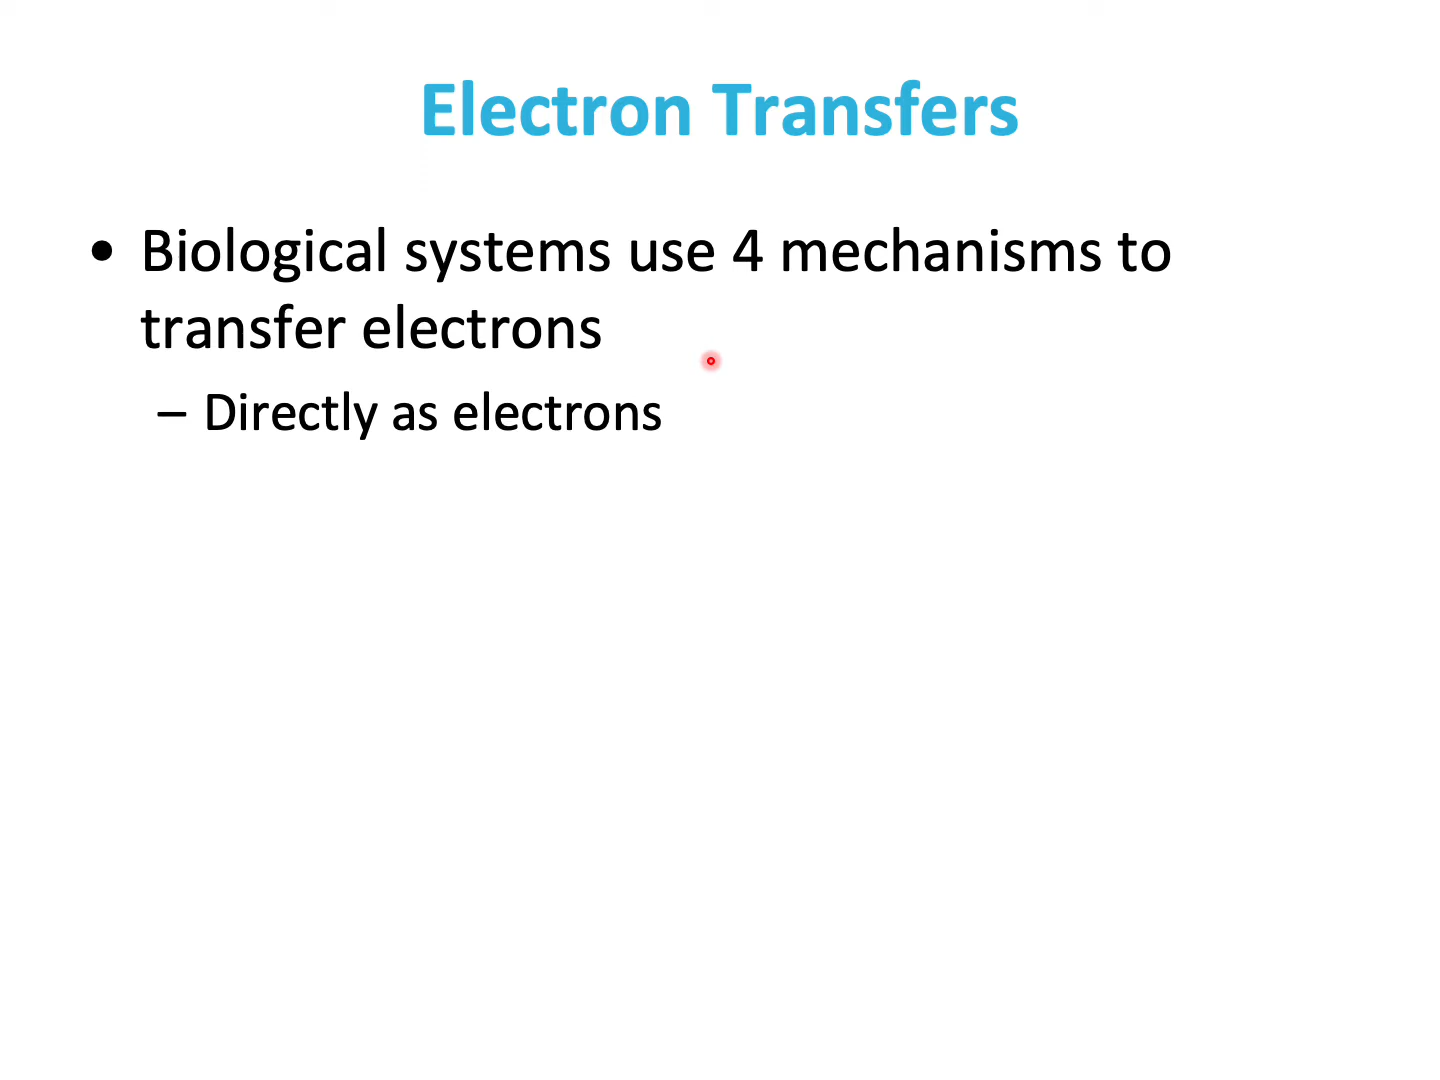 Electron Transfers
• Biological systems use 4 mechanisms to
transfer electrons
– Directly as electrons